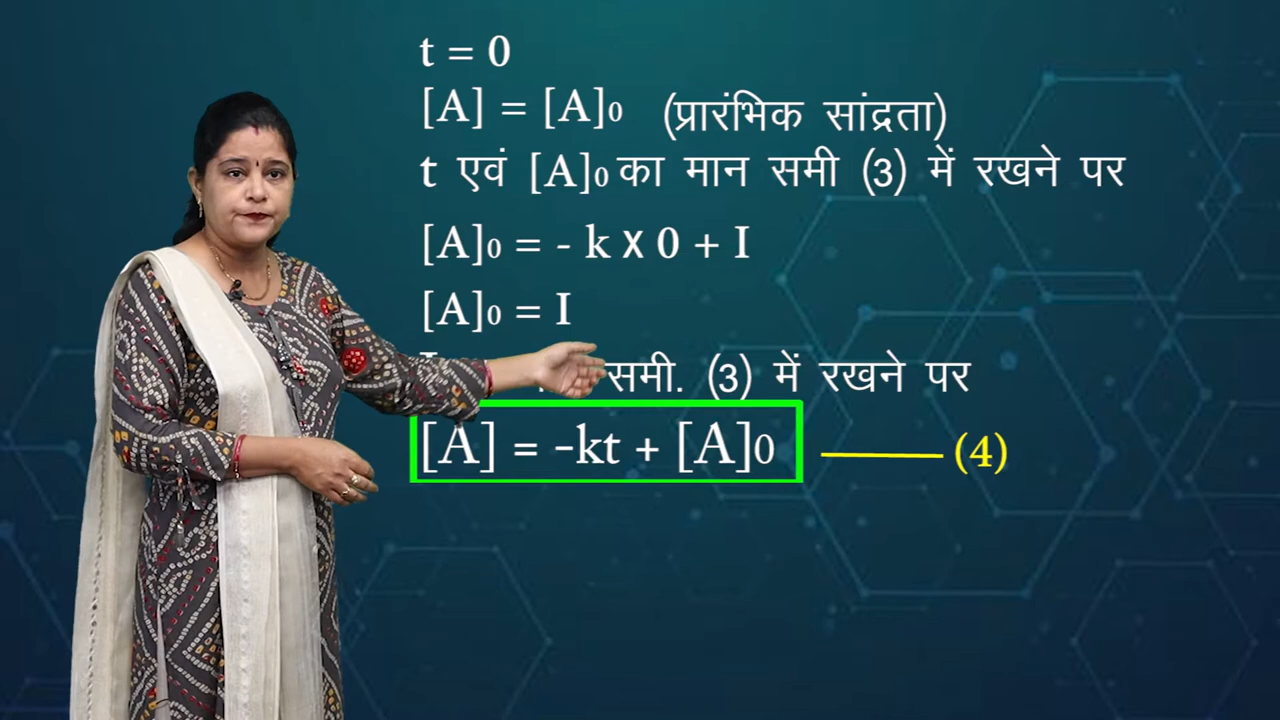 t = 0
[A] = [A]₀ (प्रारंभिक सांद्रता)
t एवं [A]₀ का मान समी (3) में रखने पर
[A]₀ = - k X 0 + I
[A]₀ = I
समी. (3) में रखने पर
[A] = -kt + [A]₀ (4)